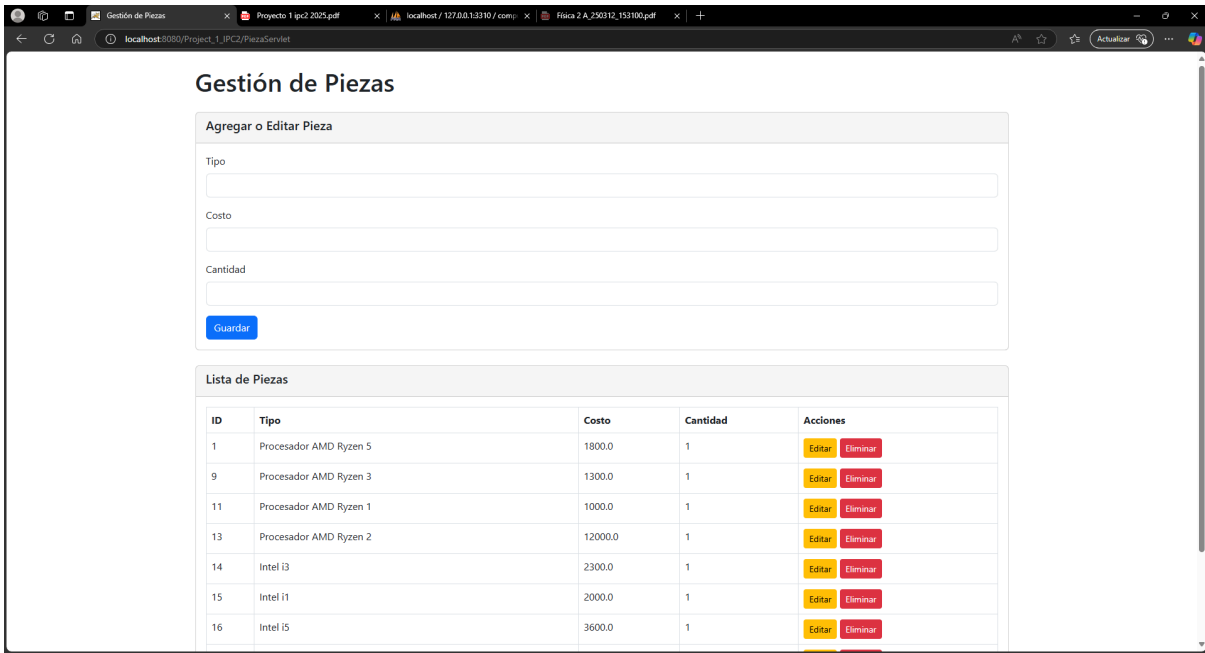 Gestión de Piezas
Proyecto 1 ipc2 2025.pdf
localhost / 127.0.0.1:3310 / comp
Física 2 A_250312_153100.pdf
localhost:8080/Project_1_IPC2/PiezaServlet
Actualizar
Gestión de Piezas
Agregar o Editar Pieza
Tipo
Costo
Cantidad
Guardar
Lista de Piezas
ID Tipo Costo Cantidad Acciones
1 Procesador AMD Ryzen 5 1800.0 1 Editar Eliminar
9 Procesador AMD Ryzen 3 1300.0 1 Editar Eliminar
11 Procesador AMD Ryzen 1 1000.0 1 Editar Eliminar
13 Procesador AMD Ryzen 2 12000.0 1 Editar Eliminar
14 Intel i3 2300.0 1 Editar Eliminar
15 Intel i1 2000.0 1 Editar Eliminar
16 Intel i5 3600.0 1 Editar Eliminar